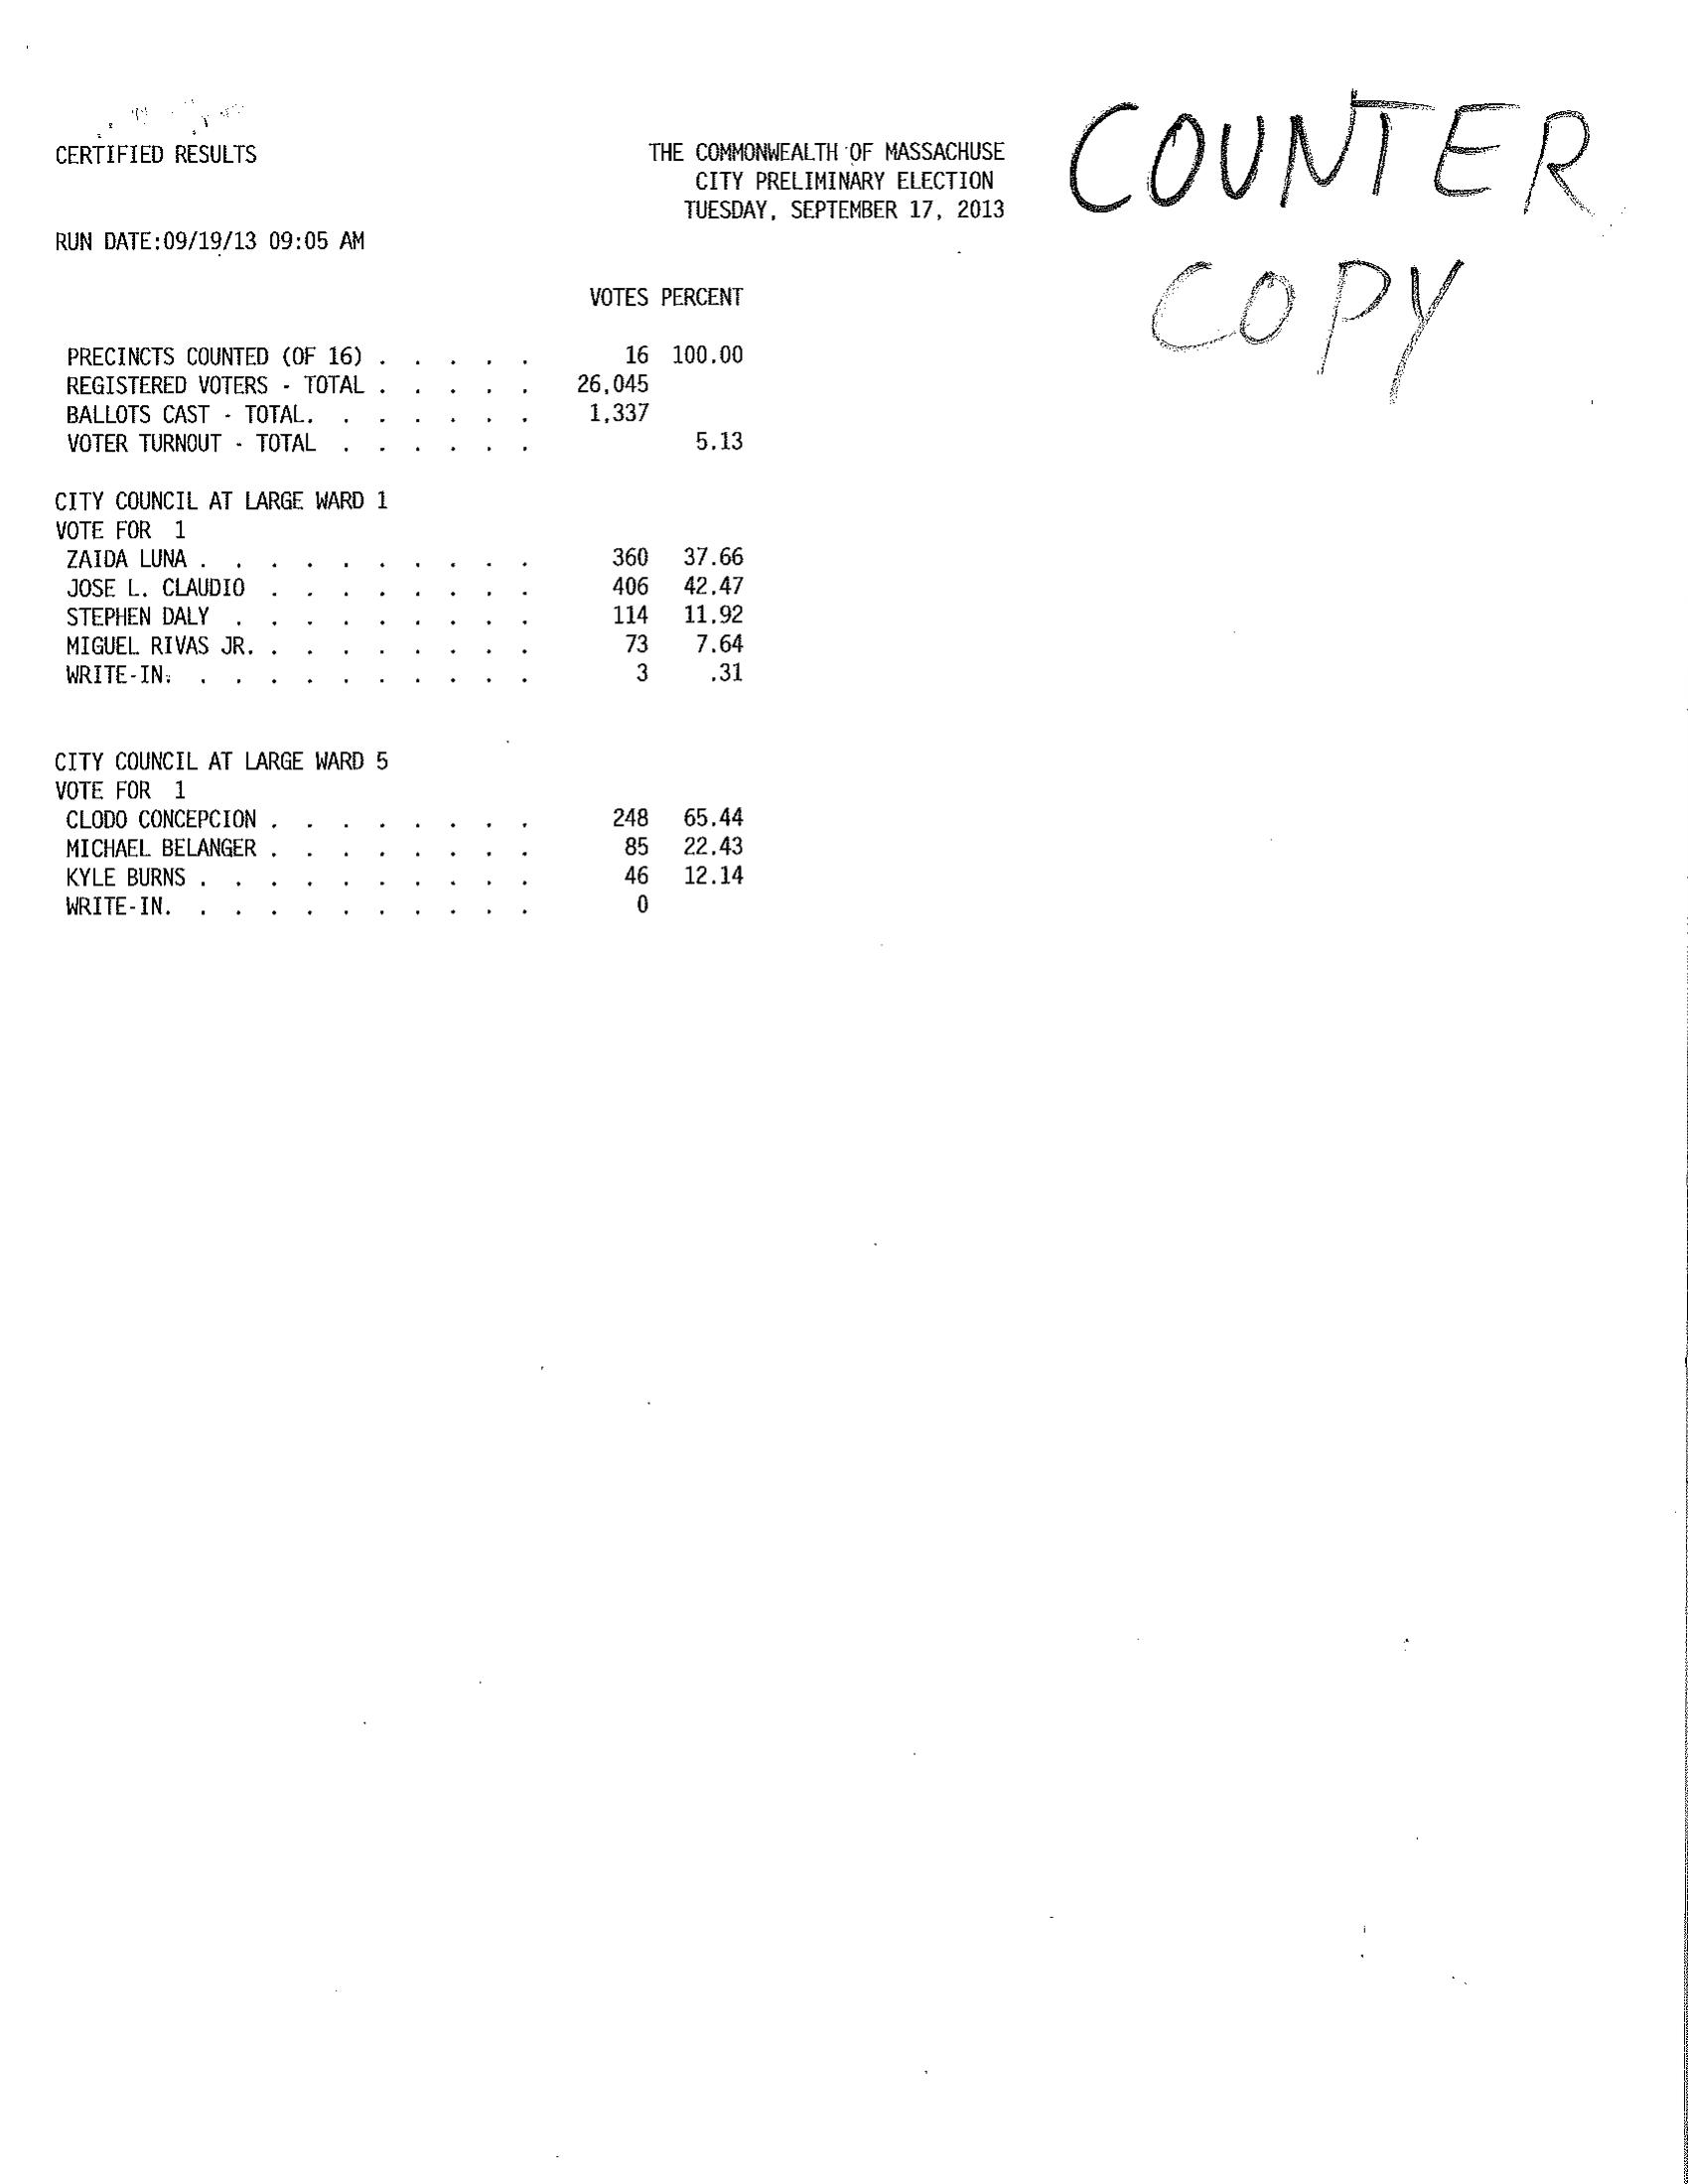 COUNTER
COPY
CERTIFIED RESULTS
THE COMMONWEALTH OF MASSACHUSE
CITY PRELIMINARY ELECTION
TUESDAY, SEPTEMBER 17, 2013
RUN DATE:09/19/13 09:05 AM
VOTES PERCENT
PRECINCTS COUNTED (OF 16) . . . . . 16 100.00
REGISTERED VOTERS - TOTAL . . . . . 26,045
BALLOTS CAST - TOTAL. . . . . . . 1,337
VOTER TURNOUT - TOTAL . . . . . . 5.13
CITY COUNCIL AT LARGE WARD 1
VOTE FOR 1
ZAIDA LUNA . . . . . . . . . . 360 37.66
JOSE L. CLAUDIO . . . . . . . . 406 42.47
STEPHEN DALY . . . . . . . . . 114 11.92
MIGUEL RIVAS JR. . . . . . . . . 73 7.64
WRITE-IN. . . . . . . . . . . 3 .31
CITY COUNCIL AT LARGE WARD 5
VOTE FOR 1
CLODO CONCEPCION . . . . . . . . 248 65.44
MICHAEL BELANGER . . . . . . . . 85 22.43
KYLE BURNS . . . . . . . . . . 46 12.14
WRITE-IN. . . . . . . . . . . 0